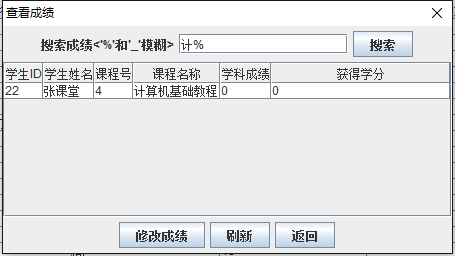 查看成绩
搜索成绩<'%'和'_'模糊> 计% 搜索
学生ID 学生姓名 课程号 课程名称 学科成绩 获得学分
22 张课堂 4 计算机基础教程 0 0
修改成绩 刷新 返回